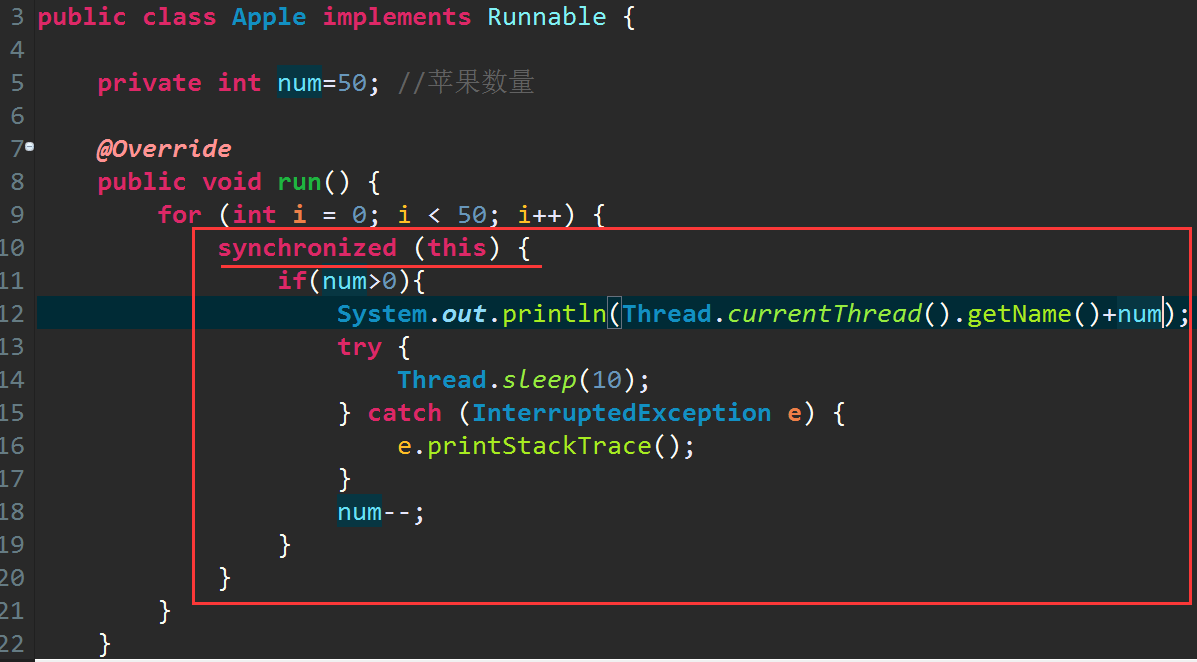 3 public class Apple implements Runnable {
4
5     private int num=50; //苹果数量
6
7     @Override
8     public void run() {
9         for (int i = 0; i < 50; i++) {
10             synchronized (this) {
11                 if(num>0){
12                     System.out.println(Thread.currentThread().getName()+num);
13                     try {
14                         Thread.sleep(10);
15                     } catch (InterruptedException e) {
16                         e.printStackTrace();
17                     }
18                     num--;
19                 }
20             }
21         }
22     }